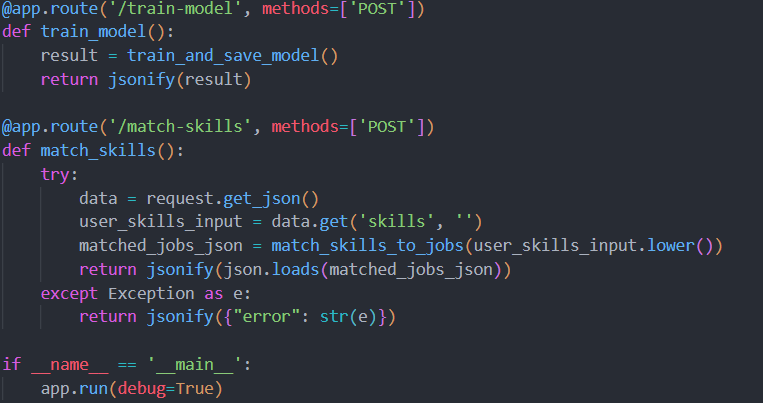 @app.route('/train-model', methods=['POST'])
def train_model():
    result = train_and_save_model()
    return jsonify(result)

@app.route('/match-skills', methods=['POST'])
def match_skills():
    try:
        data = request.get_json()
        user_skills_input = data.get('skills', '')
        matched_jobs_json = match_skills_to_jobs(user_skills_input.lower())
        return jsonify(json.loads(matched_jobs_json))
    except Exception as e:
        return jsonify({"error": str(e)})

if __name__ == '__main__':
    app.run(debug=True)